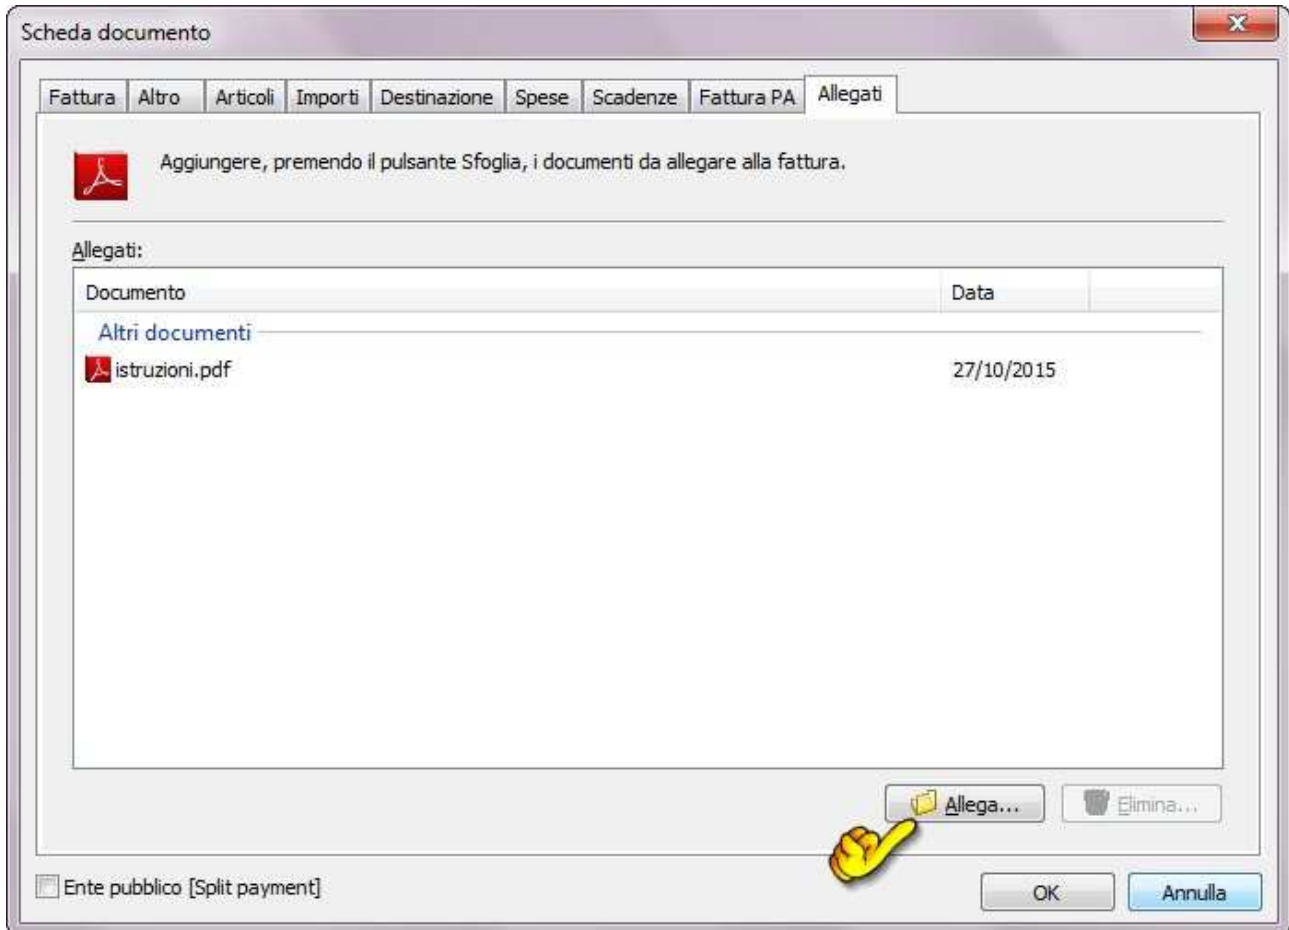 Scheda documento
Fattura Altro Articoli Importi Destinazione Spese Scadenze Fattura PA Allegati
Aggiungere, premendo il pulsante Sfoglia, i documenti da allegare alla fattura.
Allegati:
Documento Data
Altri documenti
istruzioni.pdf 27/10/2015
Allega... Elimina...
Ente pubblico [Split payment]
OK Annulla